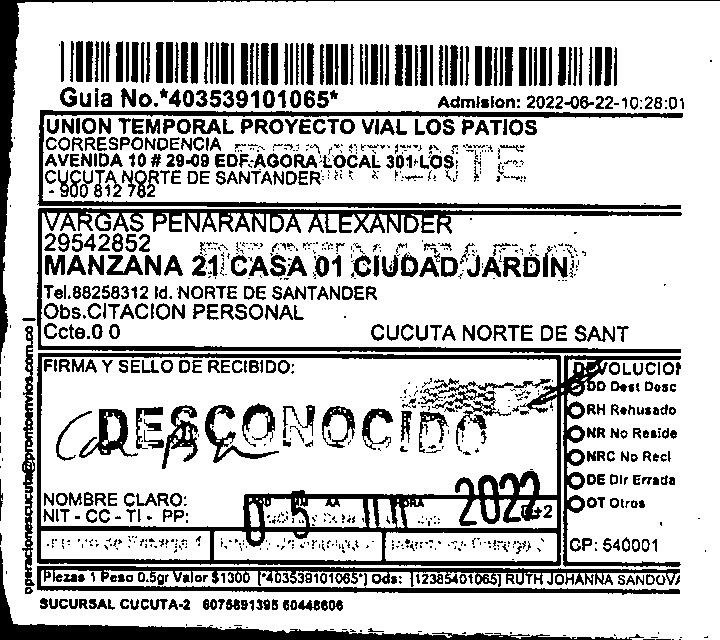 Guia No.*403539101065*
Admision: 2022-06-22-10:28:01
UNION TEMPORAL PROYECTO VIAL LOS PATIOS
CORRESPONDENCIA
REMITENTE
AVENIDA 10 # 29-09 EDF.AGORA LOCAL 301-LOS
CUCUTA NORTE DE SANTANDER
- 900 812 782
VARGAS PENARANDA ALEXANDER
29542852
DESTINATARIO
MANZANA 21 CASA 01 CIUDAD JARDIN
Tel.88258312 Id. NORTE DE SANTANDER
Obs.CITACION PERSONAL
Ccte.0 0
CUCUTA NORTE DE SANT
operacionescucuta@prontoenvios.com.co |
FIRMA Y SELLO DE RECIBIDO:
DESCONOCIDO
DEVOLUCION
DD Dest Desc
RH Rehusado
NR No Reside
NRC No Recl
DE Dir Errada
OT Otros
NOMBRE CLARO:
NIT - CC - TI - PP:
AA
05
2022
CP: 540001
Piezas 1 Peso 0.5gr Valor $1300 [*403539101065*] Ods: [12385401065] RUTH JOHANNA SANDOVA
SUCURSAL CUCUTA-2 6075891395 60448606